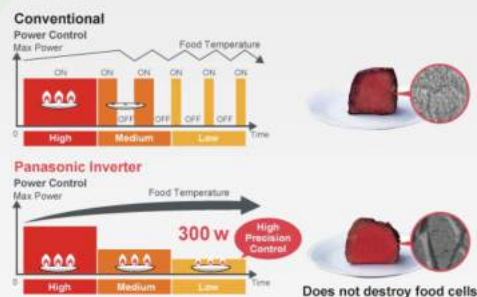 Conventional
Power Control
Max Power
Food Temperature
ON
ON
ON
ON
ON
ON
OFF
OFF
OFF
OFF
0
High
Medium
Low
Time
Panasonic Inverter
Power Control
Max Power
Food Temperature
300 w
High
Precision
Control
0
High
Medium
Low
Time
Does not destroy food cells